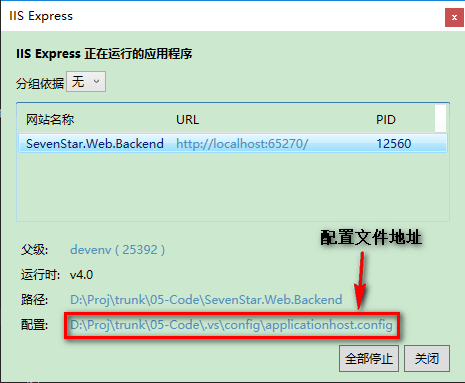 IIS Express
IIS Express 正在运行的应用程序
分组依据 无
网站名称 URL PID
SevenStar.Web.Backend http://localhost:65270/ 12560
配置文件地址
父级: devenv ( 25392 )
运行时: v4.0
路径: D:\Proj\trunk\05-Code\SevenStar.Web.Backend
配置: D:\Proj\trunk\05-Code\.vs\config\applicationhost.config
全部停止 关闭